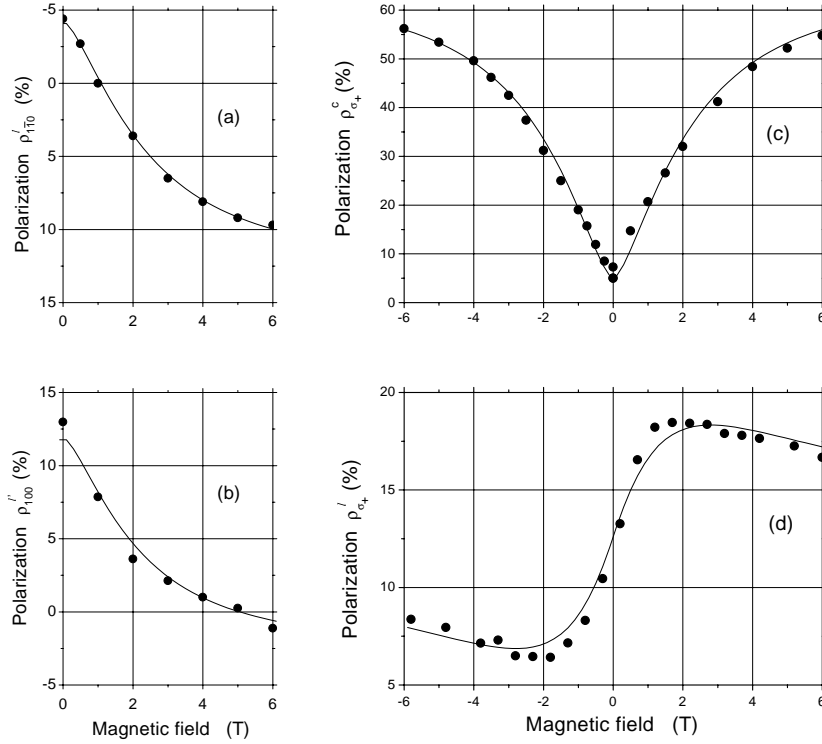 -5
0
5
10
15
0 2 4 6
Polarization ρ^l_{11̅0} (%)
(a)
60
50
40
30
20
10
0
-6 -4 -2 0 2 4 6
Polarization ρ^c_{σ+} (%)
(c)
15
10
5
0
-5
0 2 4 6
Polarization ρ^{l'}_{100} (%)
(b)
Magnetic field (T)
20
15
10
5
-6 -4 -2 0 2 4 6
Polarization ρ^l_{σ+} (%)
(d)
Magnetic field (T)